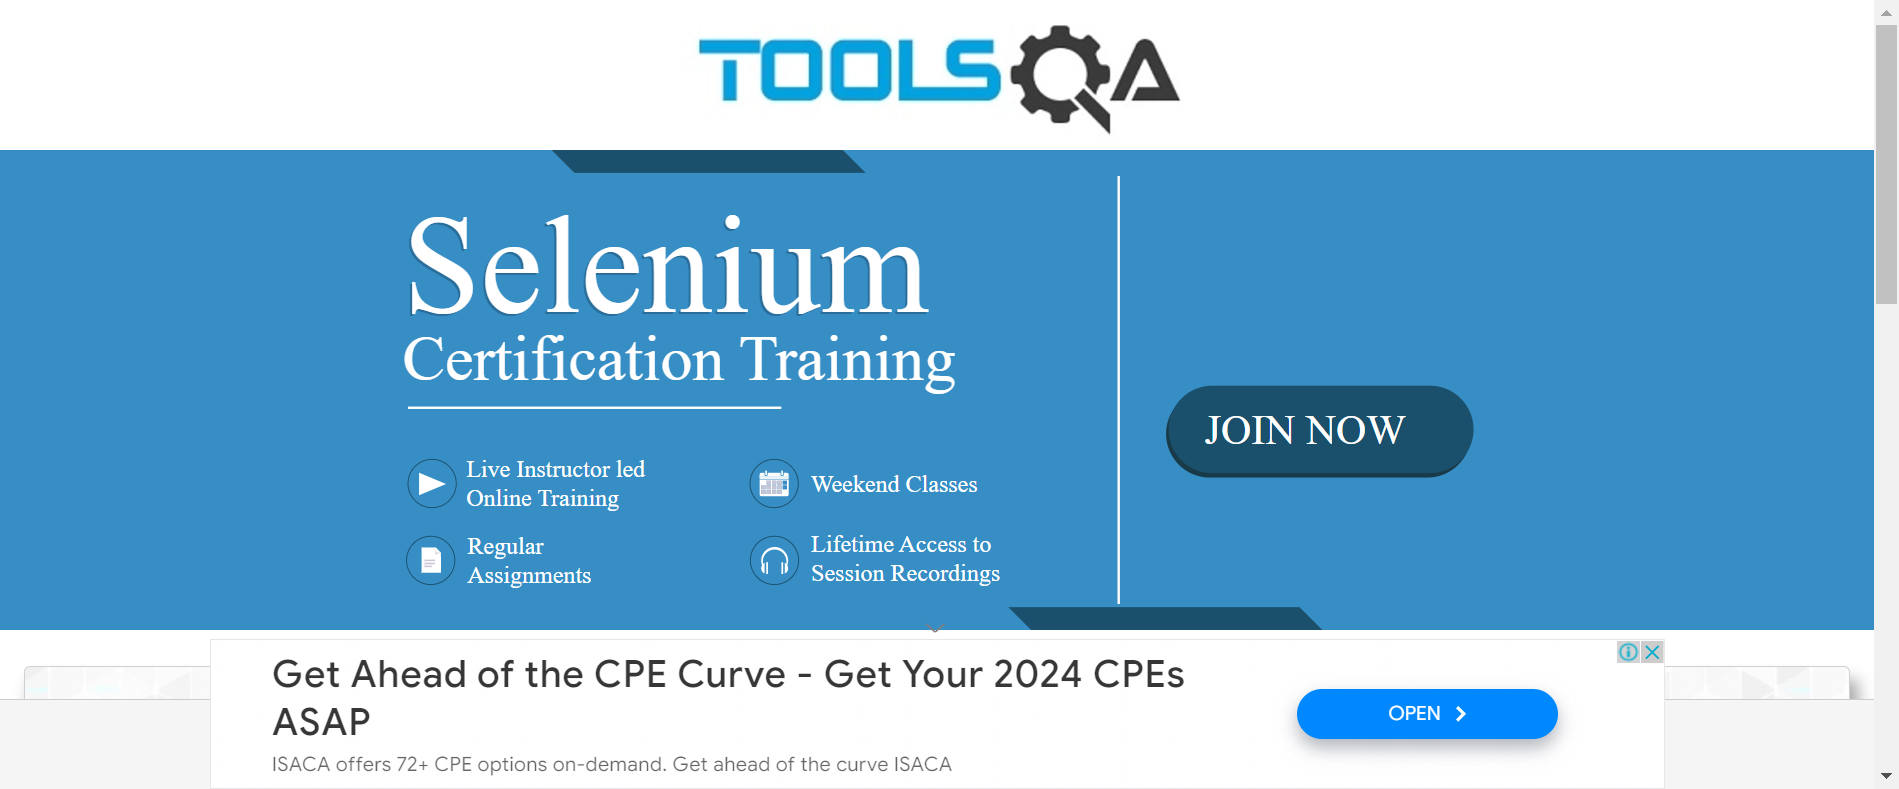 TOOLSQA
Selenium
Certification Training
JOIN NOW
Live Instructor led
Online Training
Weekend Classes
Regular
Assignments
Lifetime Access to
Session Recordings
Get Ahead of the CPE Curve - Get Your 2024 CPEs
ASAP
OPEN
ISACA offers 72+ CPE options on-demand. Get ahead of the curve ISACA